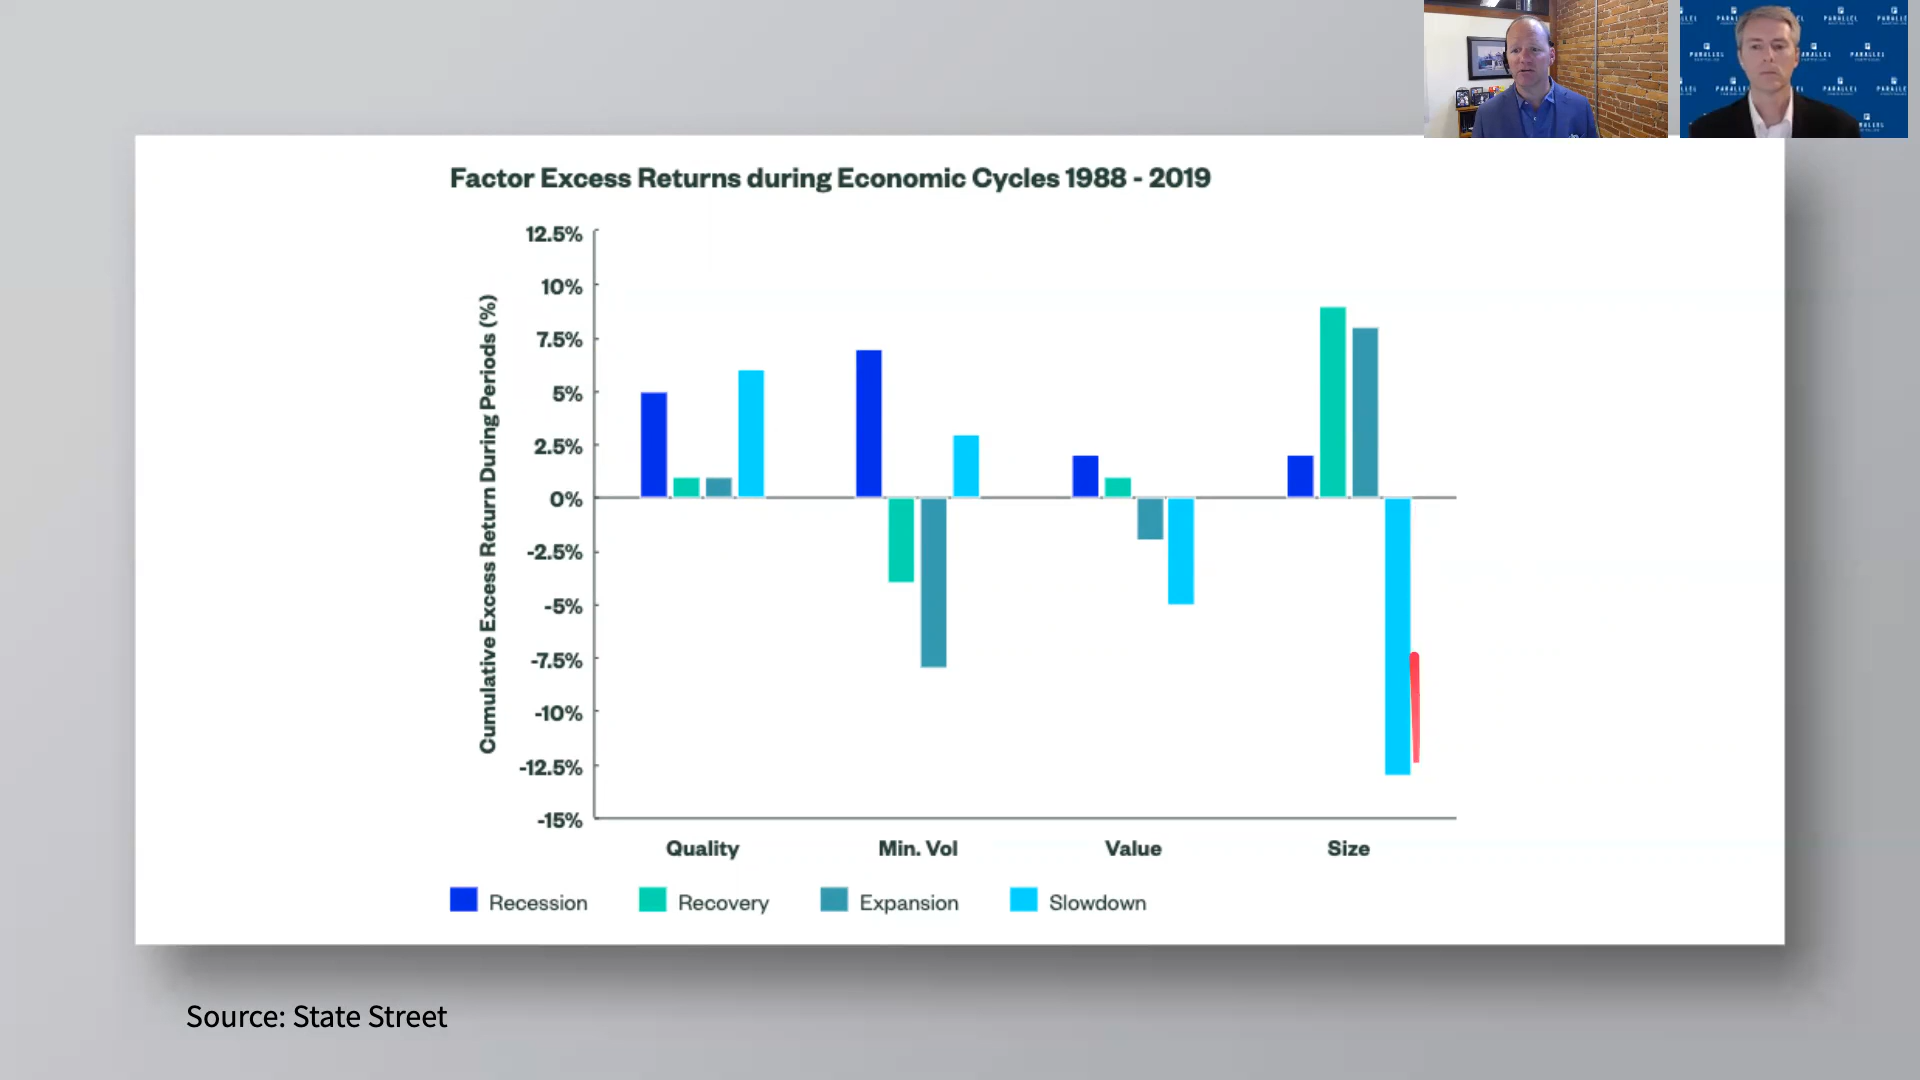 PARALLEL
Factor Excess Returns during Economic Cycles 1988 - 2019
Cumulative Excess Return During Periods (%)
12.5%
10%
7.5%
5%
2.5%
0%
-2.5%
-5%
-7.5%
-10%
-12.5%
-15%
Quality Min. Vol Value Size
Recession Recovery Expansion Slowdown
Source: State Street